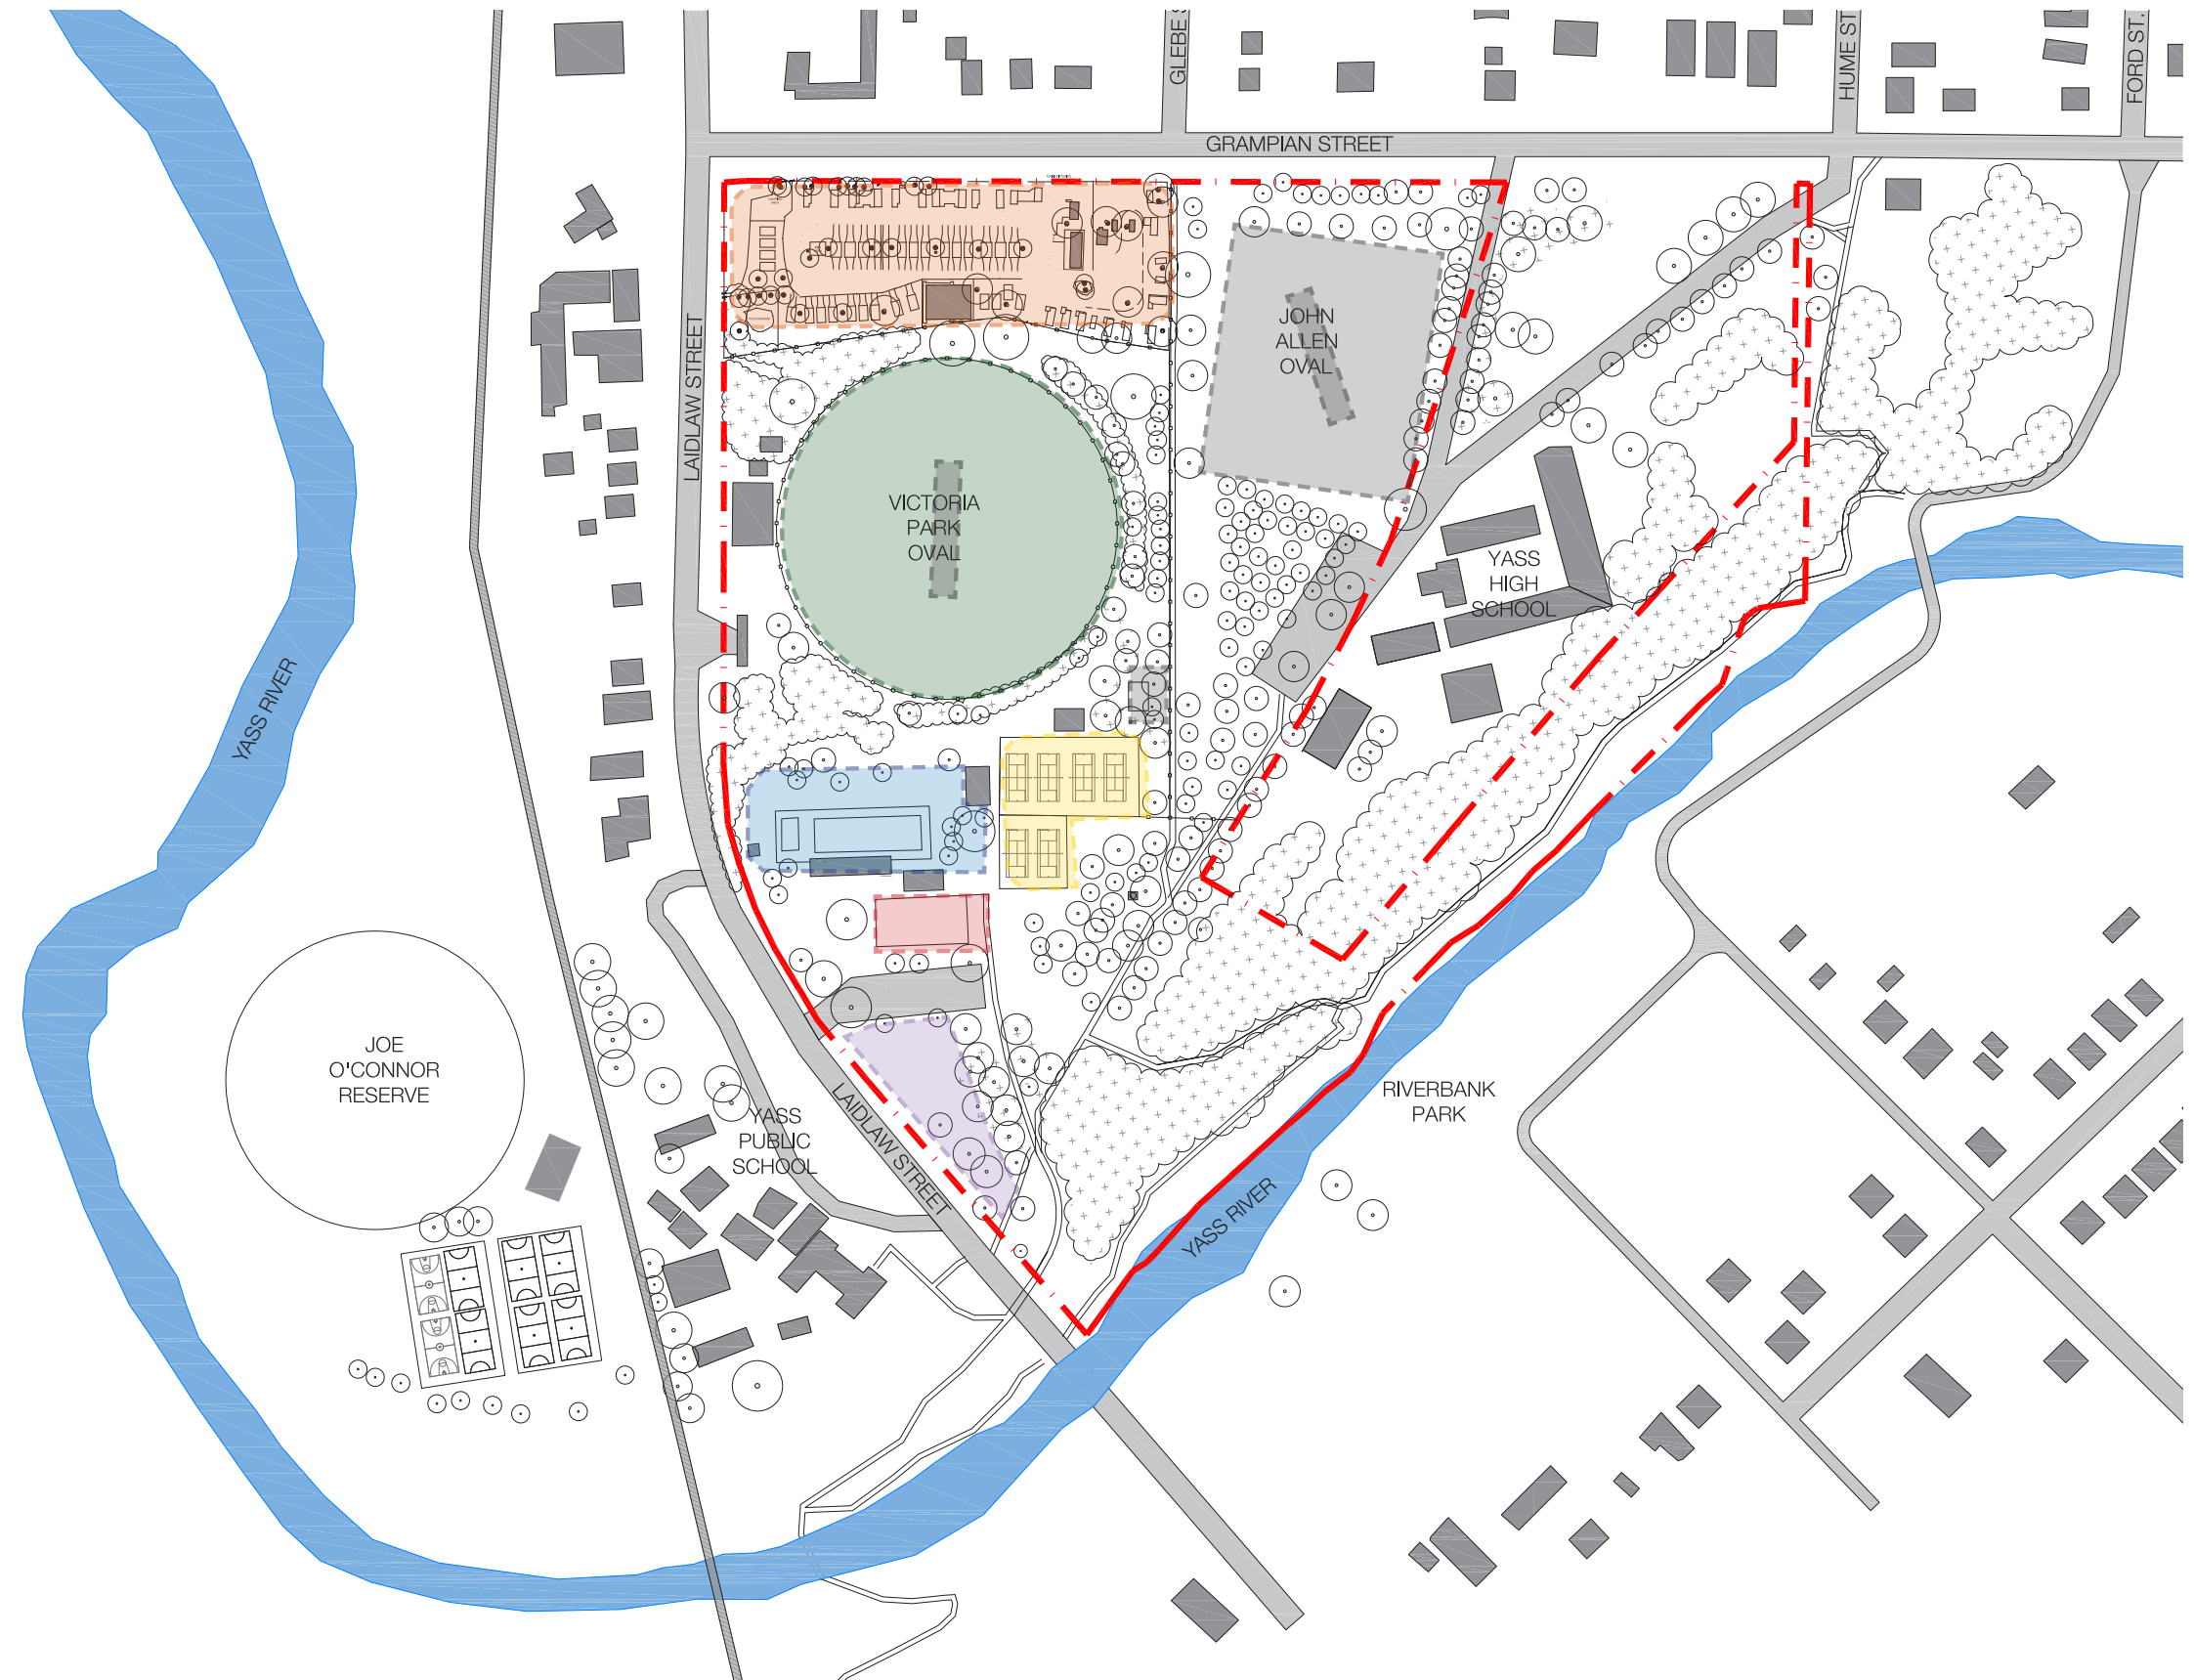 GLEBE S
HUME ST
FORD ST.
GRAMPIAN STREET
LAIDLAW STREET
JOHN
ALLEN
OVAL
VICTORIA
PARK
OVAL
YASS
HIGH
SCHOOL
YASS RIVER
JOE
O'CONNOR
RESERVE
YASS
PUBLIC
SCHOOL
LAIDLAW STREET
RIVERBANK
PARK
YASS RIVER